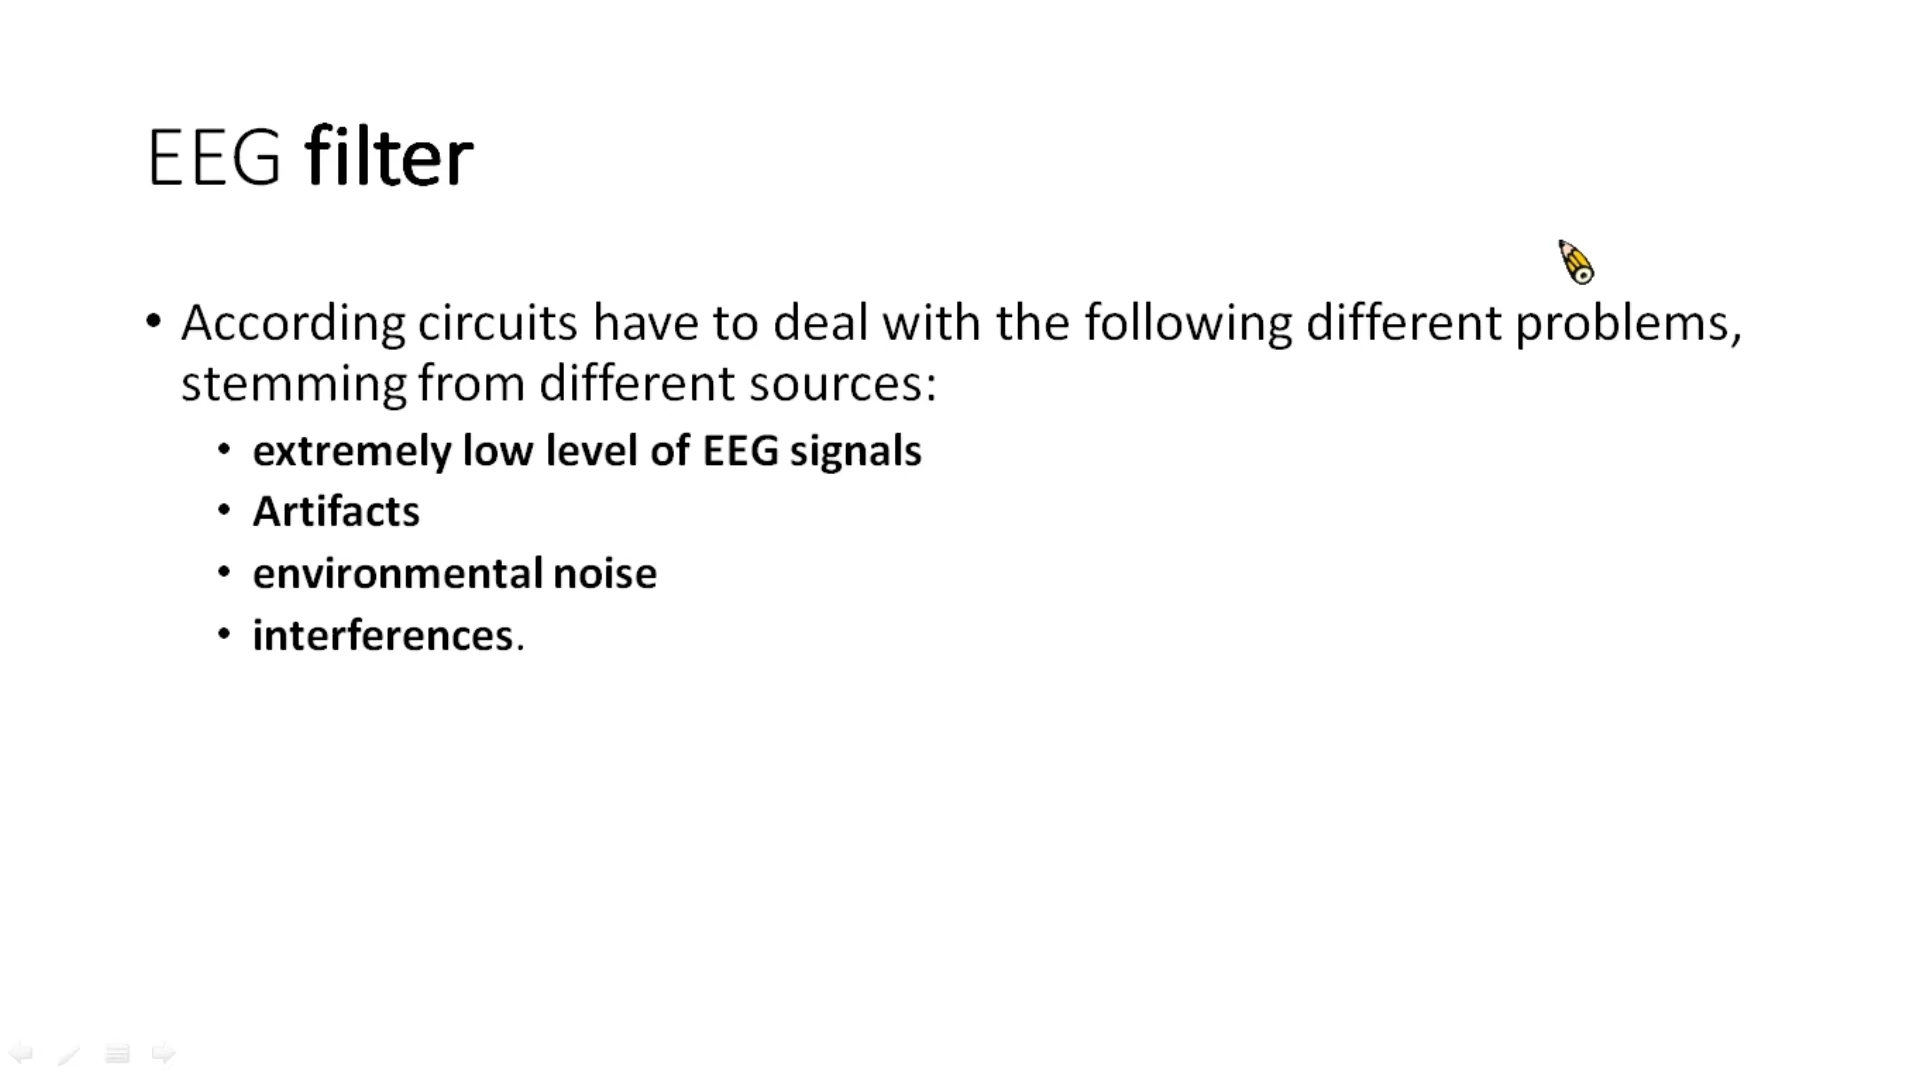 EEG filter
• According circuits have to deal with the following different problems,
stemming from different sources:
• extremely low level of EEG signals
• Artifacts
• environmental noise
• interferences.